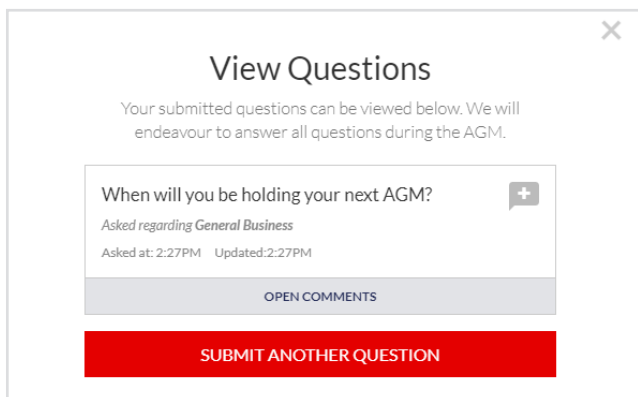 View Questions
Your submitted questions can be viewed below. We will
endeavour to answer all questions during the AGM.
When will you be holding your next AGM?
Asked regarding General Business
Asked at: 2:27PM Updated:2:27PM
OPEN COMMENTS
SUBMIT ANOTHER QUESTION